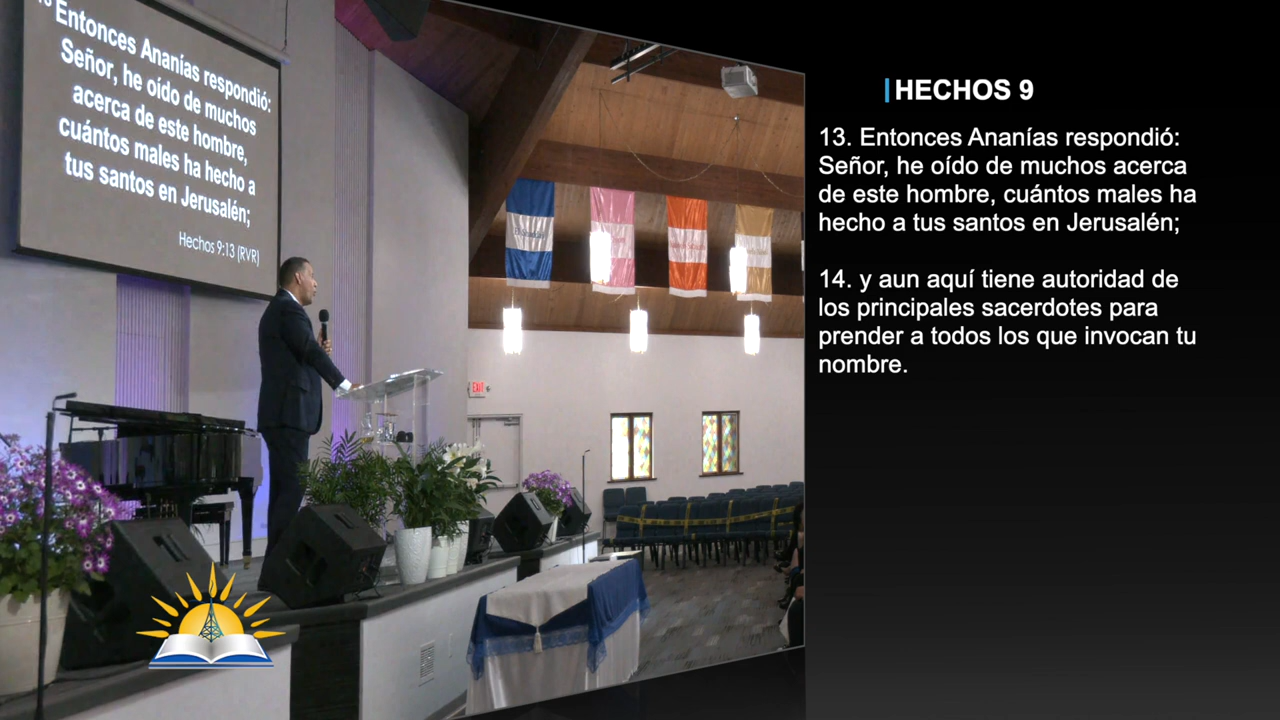 Entonces Ananías respondió:
Señor, he oído de muchos
acerca de este hombre,
cuántos males ha hecho a
tus santos en Jerusalén;
Hechos 9:13 (RVR)
EXIT
HECHOS 9
13. Entonces Ananías respondió:
Señor, he oído de muchos acerca
de este hombre, cuántos males ha
hecho a tus santos en Jerusalén;
14. y aun aquí tiene autoridad de
los principales sacerdotes para
prender a todos los que invocan tu
nombre.